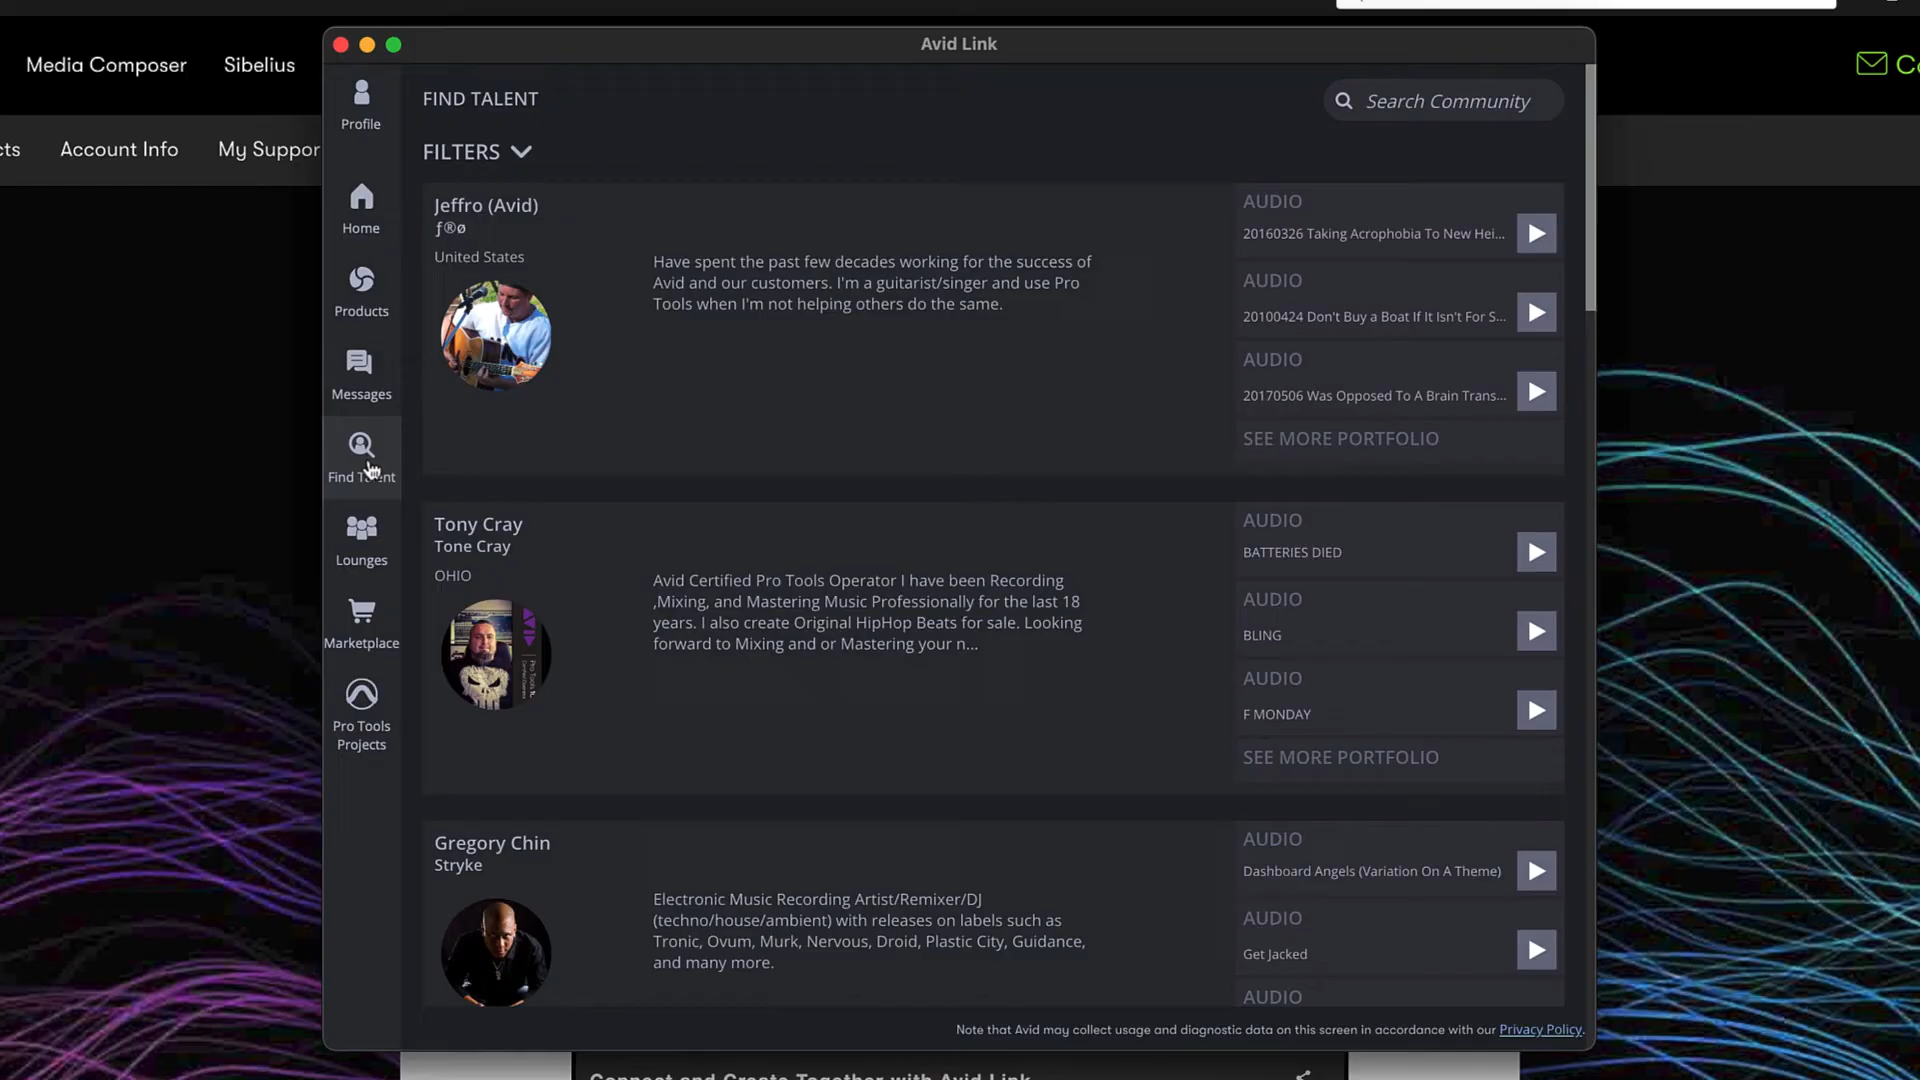 Media Composer
Sibelius
Avid Link
Account Info
My Suppor
Profile
Home
Products
Messages
Find Talent
Lounges
Marketplace
Pro Tools
Projects
FIND TALENT
Search Community
FILTERS
Jeffro (Avid)
ƒ®ø
United States
Have spent the past few decades working for the success of
Avid and our customers. I'm a guitarist/singer and use Pro
Tools when I'm not helping others do the same.
AUDIO
20160326 Taking Acrophobia To New Hei...
AUDIO
20100424 Don't Buy a Boat If It Isn't For S...
AUDIO
20170506 Was Opposed To A Brain Trans...
SEE MORE PORTFOLIO
Tony Cray
Tone Cray
OHIO
Avid Certified Pro Tools Operator I have been Recording
,Mixing, and Mastering Music Professionally for the last 18
years. I also create Original HipHop Beats for sale. Looking
forward to Mixing and or Mastering your n...
AUDIO
BATTERIES DIED
AUDIO
BLING
AUDIO
F MONDAY
SEE MORE PORTFOLIO
Gregory Chin
Stryke
Electronic Music Recording Artist/Remixer/DJ
(techno/house/ambient) with releases on labels such as
Tronic, Ovum, Murk, Nervous, Droid, Plastic City, Guidance,
and many more.
AUDIO
Dashboard Angels (Variation On A Theme)
AUDIO
Get Jacked
AUDIO
Note that Avid may collect usage and diagnostic data on this screen in accordance with our Privacy Policy.
Connect and Create Together with Avid Link